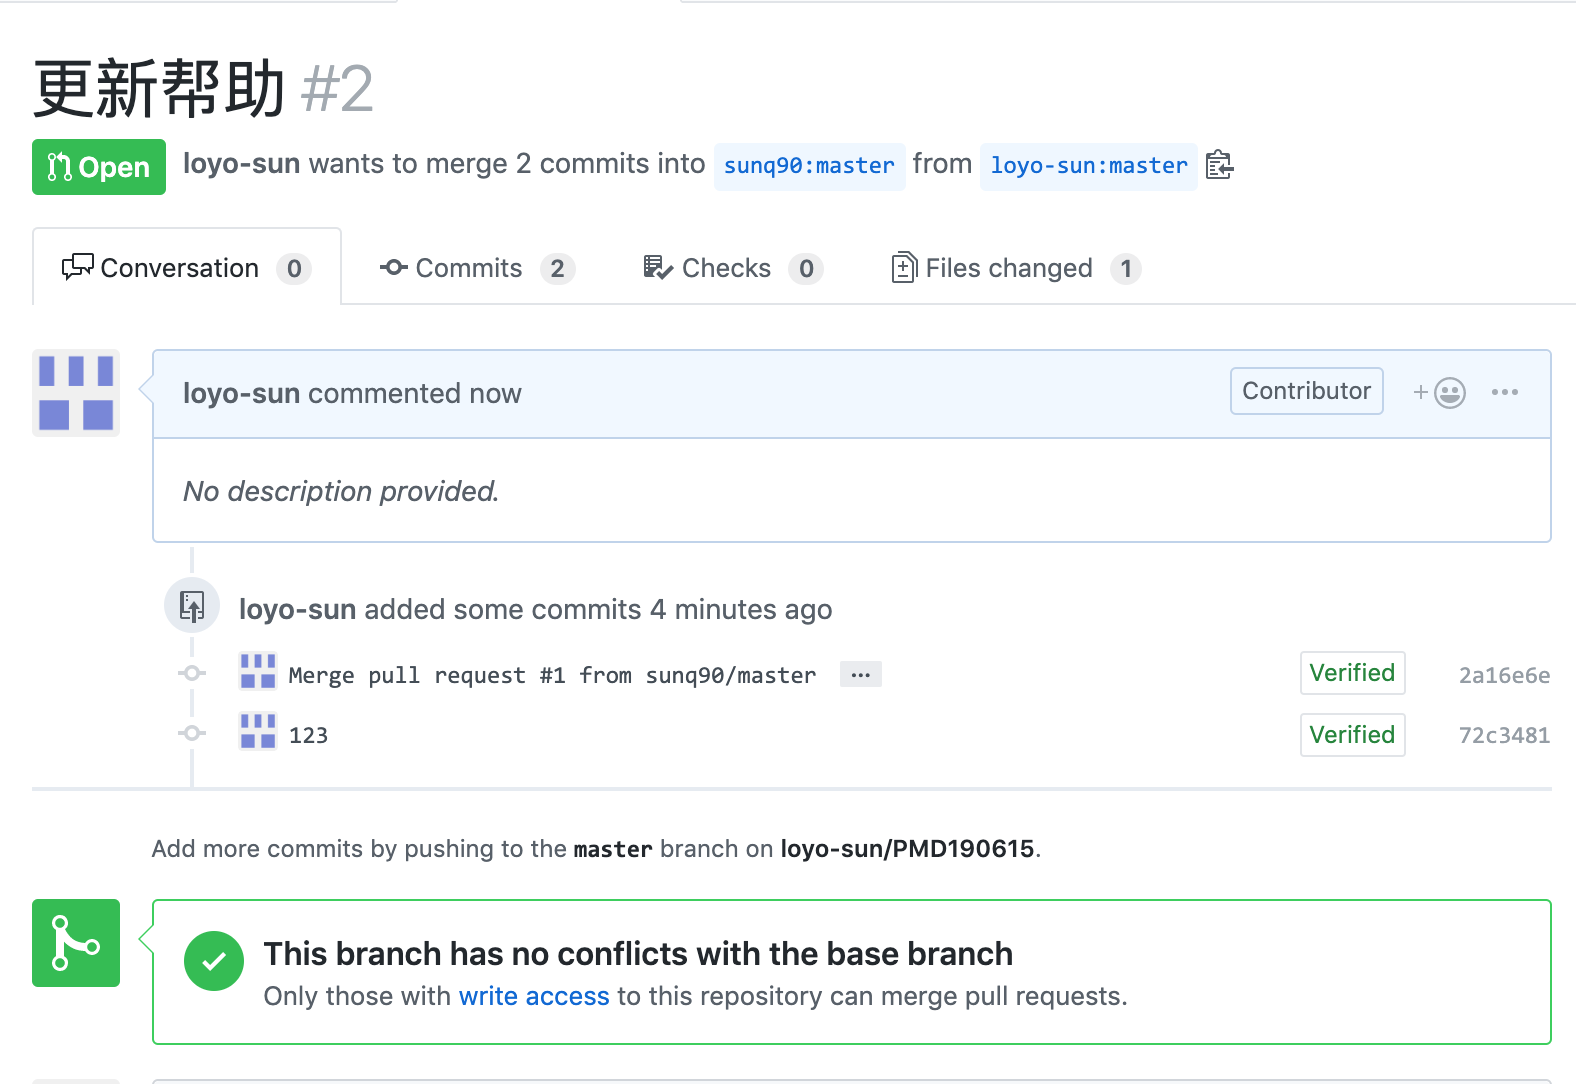 更新帮助 #2
Open loyo-sun wants to merge 2 commits into sunq90:master from loyo-sun:master
Conversation 0 Commits 2 Checks 0 Files changed 1
loyo-sun commented now Contributor
No description provided.
loyo-sun added some commits 4 minutes ago
Merge pull request #1 from sunq90/master ... Verified 2a16e6e
123 Verified 72c3481
Add more commits by pushing to the master branch on loyo-sun/PMD190615.
This branch has no conflicts with the base branch
Only those with write access to this repository can merge pull requests.